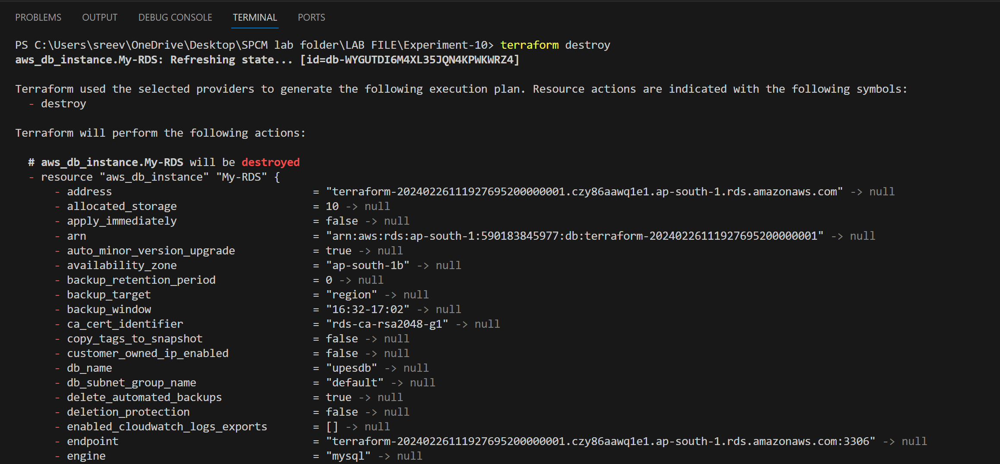 PROBLEMS OUTPUT DEBUG CONSOLE TERMINAL PORTS
PS C:\Users\sreev\OneDrive\Desktop\SPCM lab folder\LAB FILE\Experiment-10> terraform destroy
aws_db_instance.My-RDS: Refreshing state... [id=db-WYGUTDI6M4XL35JQN4KPWKWRZ4]
Terraform used the selected providers to generate the following execution plan. Resource actions are indicated with the following symbols:
- destroy
Terraform will perform the following actions:
# aws_db_instance.My-RDS will be destroyed
- resource "aws_db_instance" "My-RDS" {
- address = "terraform-20240226111927695200000001.czy86aawq1e1.ap-south-1.rds.amazonaws.com" -> null
- allocated_storage = 10 -> null
- apply_immediately = false -> null
- arn = "arn:aws:rds:ap-south-1:590183845977:db:terraform-20240226111927695200000001" -> null
- auto_minor_version_upgrade = true -> null
- availability_zone = "ap-south-1b" -> null
- backup_retention_period = 0 -> null
- backup_target = "region" -> null
- backup_window = "16:32-17:02" -> null
- ca_cert_identifier = "rds-ca-rsa2048-g1" -> null
- copy_tags_to_snapshot = false -> null
- customer_owned_ip_enabled = false -> null
- db_name = "upesdb" -> null
- db_subnet_group_name = "default" -> null
- delete_automated_backups = true -> null
- deletion_protection = false -> null
- enabled_cloudwatch_logs_exports = [] -> null
- endpoint = "terraform-20240226111927695200000001.czy86aawq1e1.ap-south-1.rds.amazonaws.com:3306" -> null
- engine = "mysql" -> null